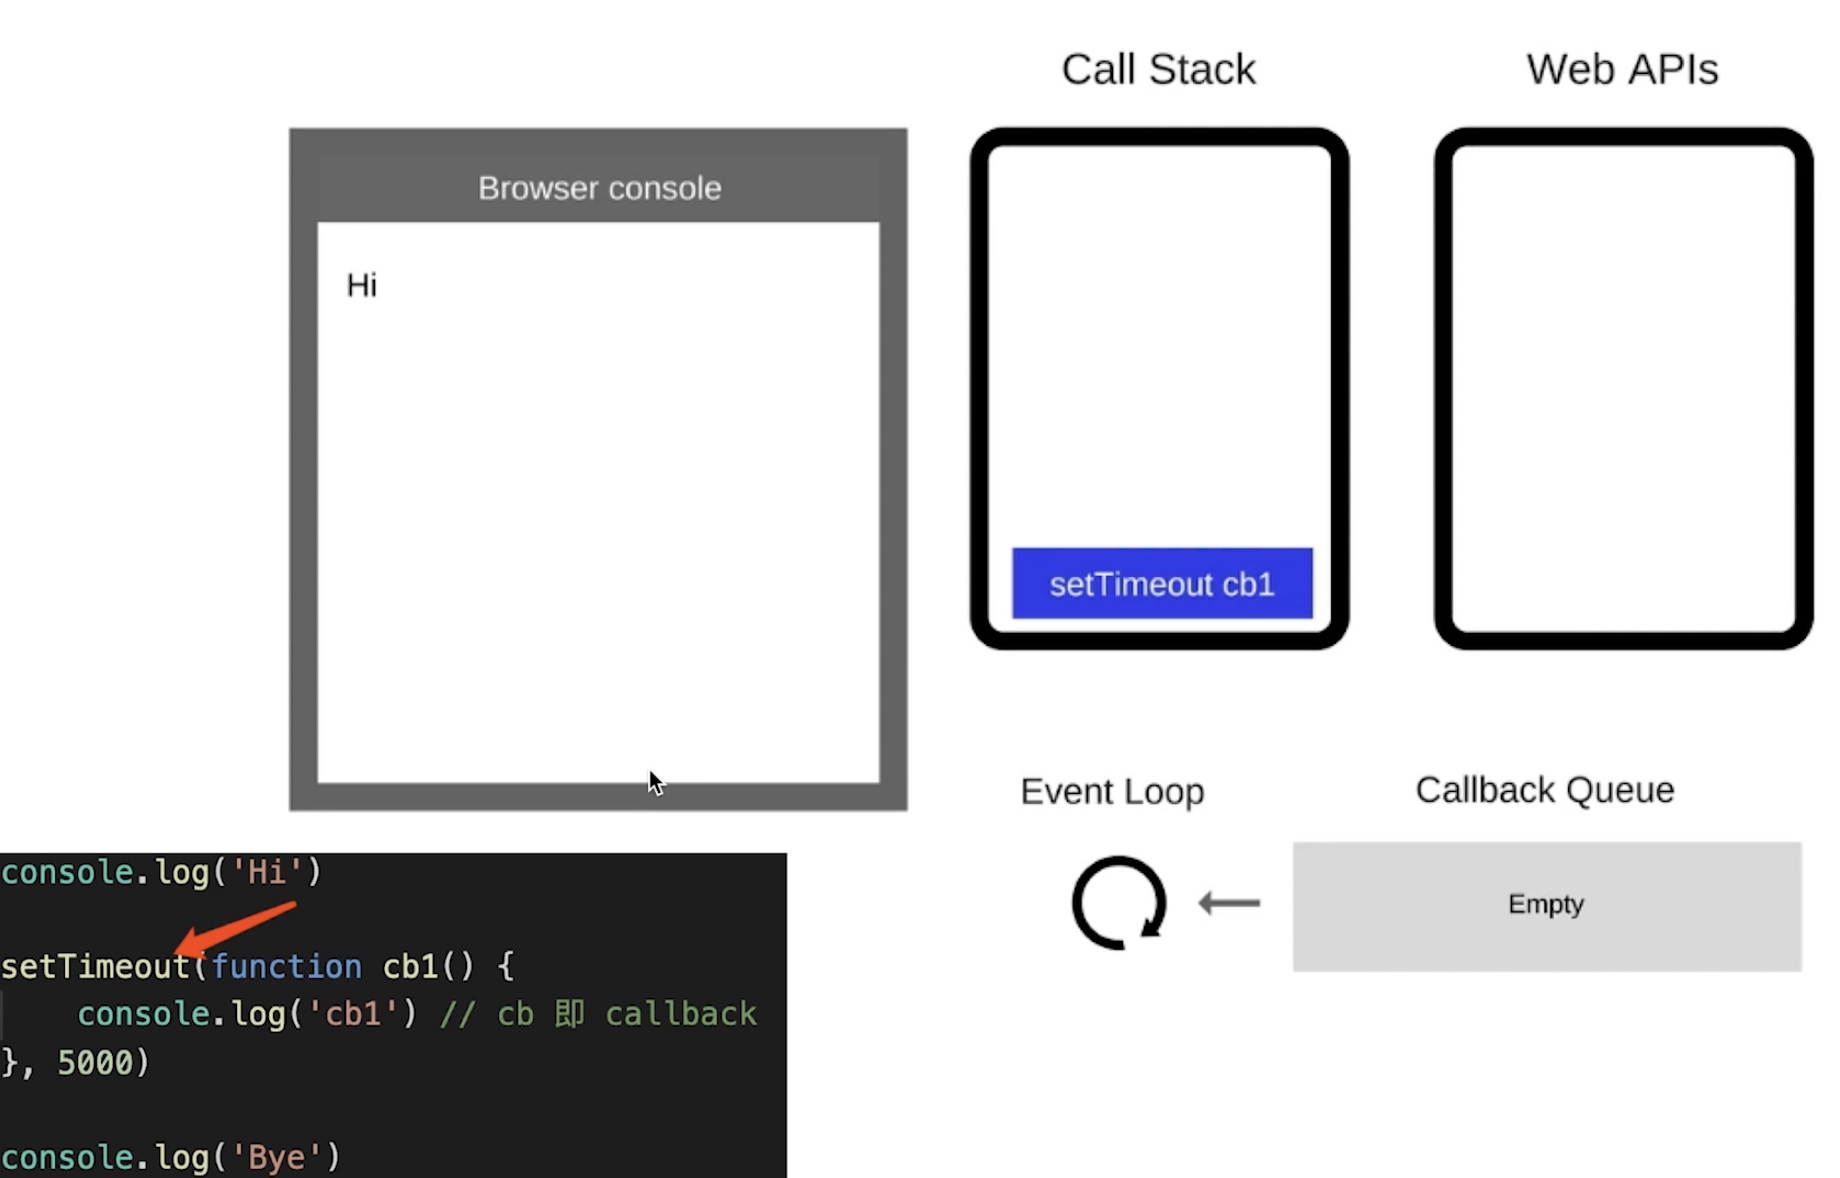 Call Stack
Web APIs
Browser console
Hi
setTimeout cb1
Event Loop
Callback Queue
Empty
console.log('Hi')
setTimeout(function cb1() {
    console.log('cb1') // cb 即 callback
}, 5000)
console.log('Bye')